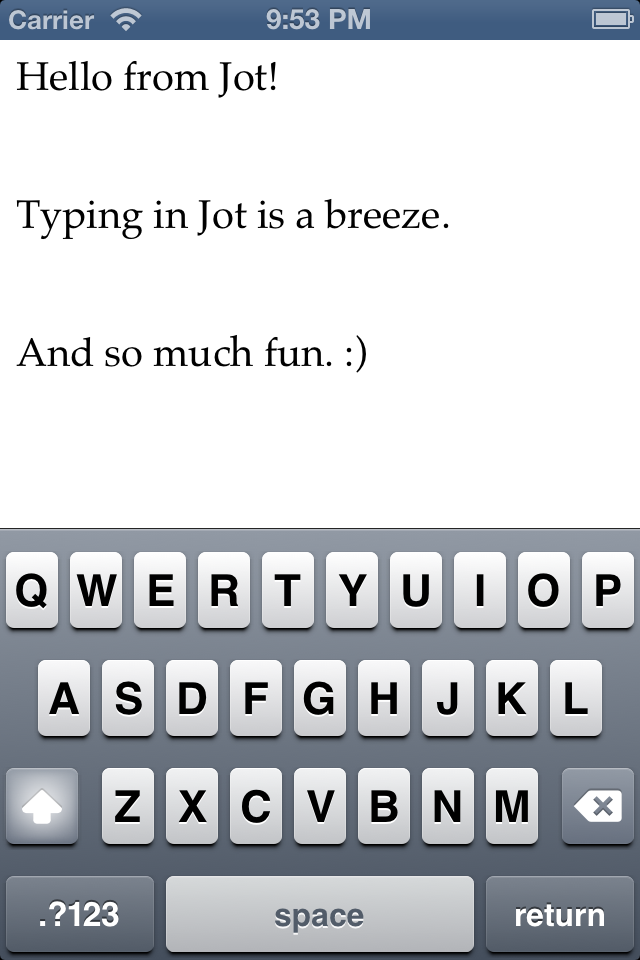 Carrier 9:53 PM
Hello from Jot!
Typing in Jot is a breeze.
And so much fun. :)
Q W E R T Y U I O P
A S D F G H J K L
Z X C V B N M
.?123 space return